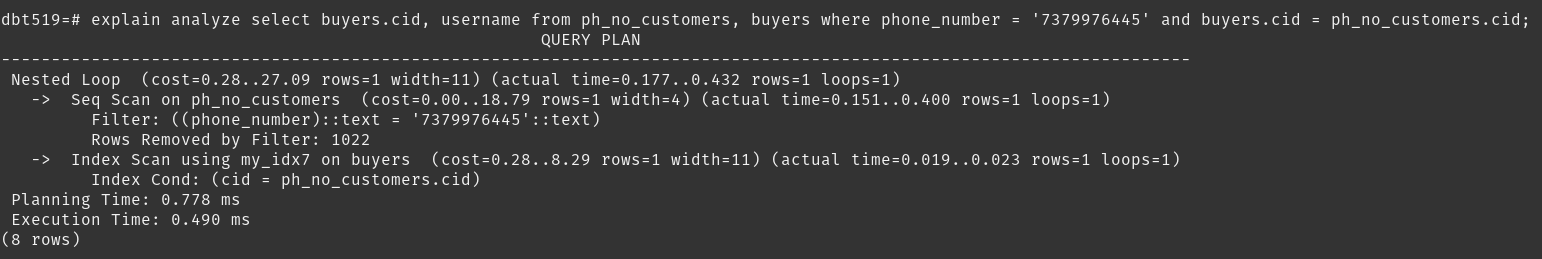 dbt519=# explain analyze select buyers.cid, username from ph_no_customers, buyers where phone_number = '7379976445' and buyers.cid = ph_no_customers.cid;
QUERY PLAN
----------------------------------------------------------------------------------------------------------------------
Nested Loop  (cost=0.28..27.09 rows=1 width=11) (actual time=0.177..0.432 rows=1 loops=1)
  ->  Seq Scan on ph_no_customers  (cost=0.00..18.79 rows=1 width=4) (actual time=0.151..0.400 rows=1 loops=1)
        Filter: ((phone_number)::text = '7379976445'::text)
        Rows Removed by Filter: 1022
  ->  Index Scan using my_idx7 on buyers  (cost=0.28..8.29 rows=1 width=11) (actual time=0.019..0.023 rows=1 loops=1)
        Index Cond: (cid = ph_no_customers.cid)
Planning Time: 0.778 ms
Execution Time: 0.490 ms
(8 rows)